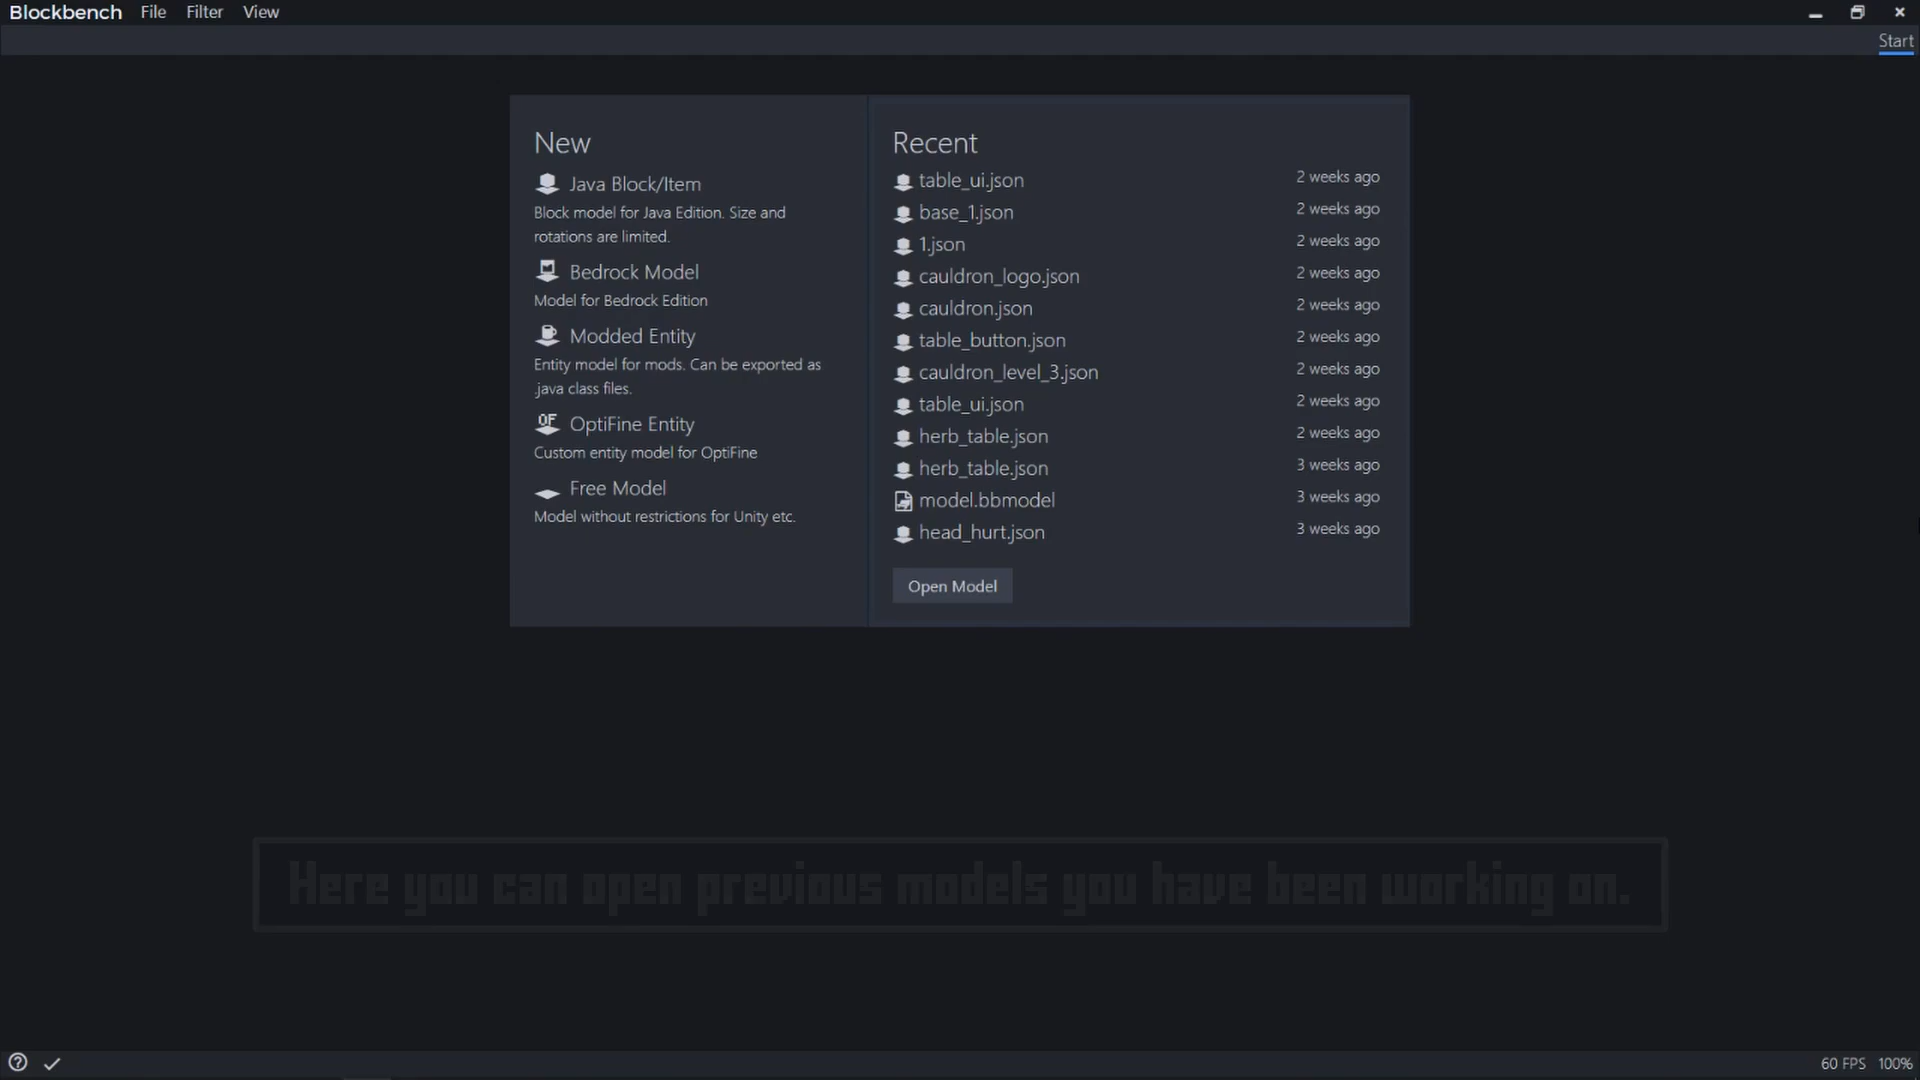 Blockbench File Filter View
Start
New
Java Block/Item
Block model for Java Edition. Size and
rotations are limited.
Bedrock Model
Model for Bedrock Edition
Modded Entity
Entity model for mods. Can be exported as
.java class files.
OptiFine Entity
Custom entity model for OptiFine
Free Model
Model without restrictions for Unity etc.
Recent
table_ui.json 2 weeks ago
base_1.json 2 weeks ago
1.json 2 weeks ago
cauldron_logo.json 2 weeks ago
cauldron.json 2 weeks ago
table_button.json 2 weeks ago
cauldron_level_3.json 2 weeks ago
table_ui.json 2 weeks ago
herb_table.json 2 weeks ago
herb_table.json 3 weeks ago
model.bbmodel 3 weeks ago
head_hurt.json 3 weeks ago
Open Model
Here you can open previous models you have been working on.
60 FPS 100%